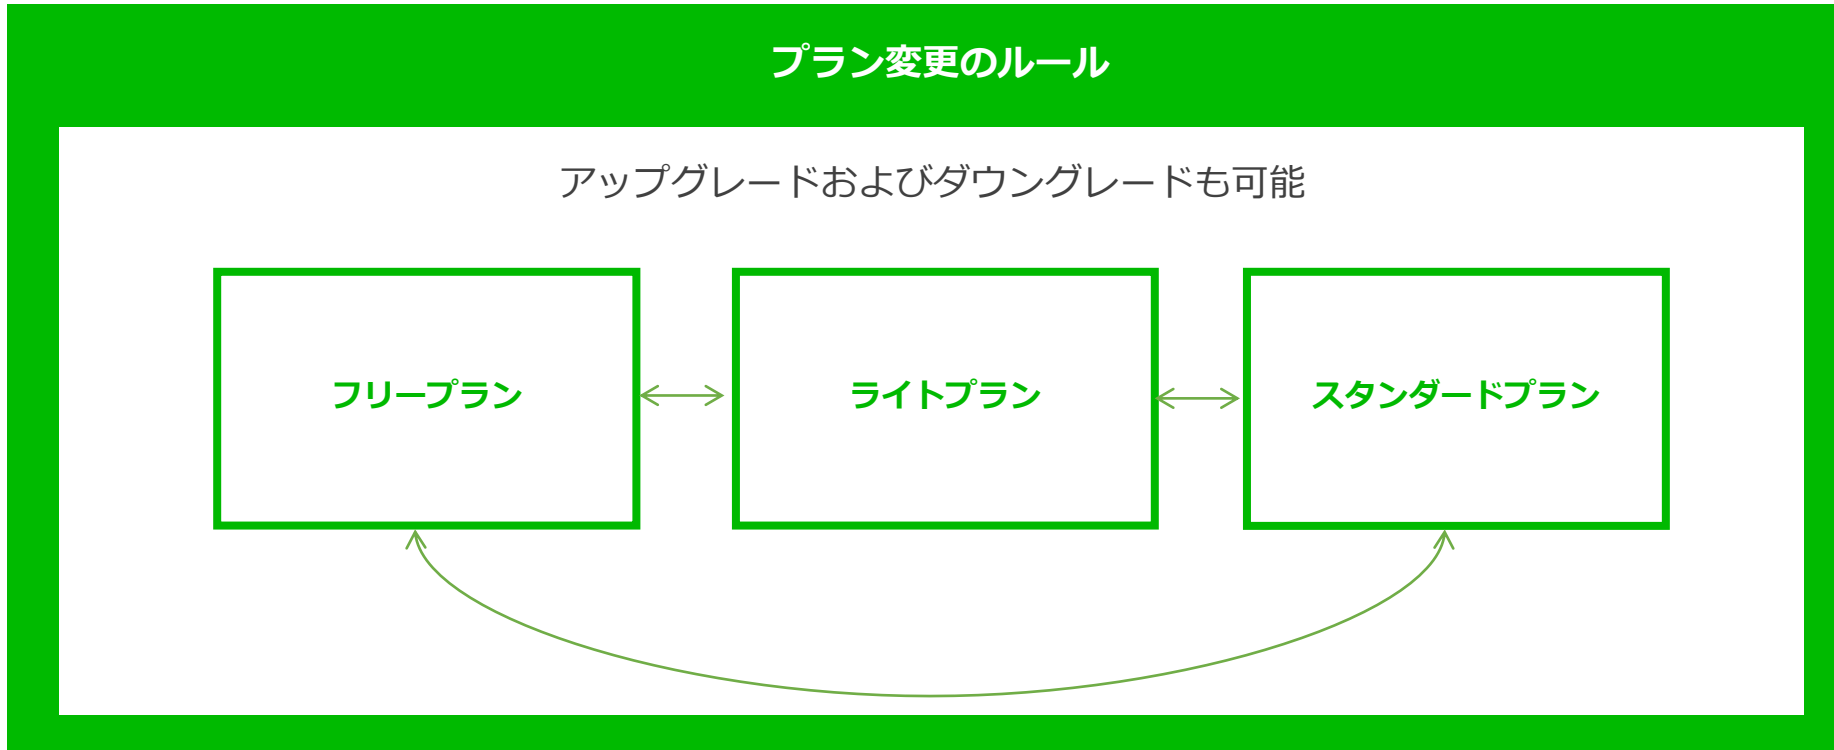 プラン変更のルール
アップグレードおよびダウングレードも可能
フリープラン
ライトプラン
スタンダードプラン